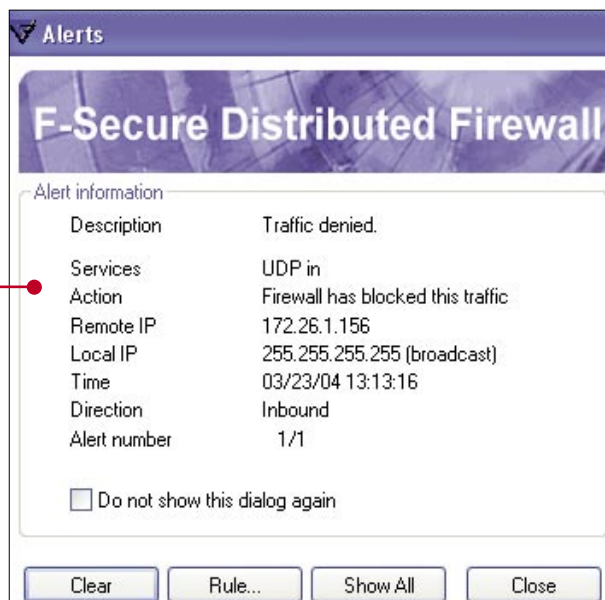 Alerts
F-Secure Distributed Firewall
Alert information
Description Traffic denied.
Services UDP in
Action Firewall has blocked this traffic
Remote IP 172.26.1.156
Local IP 255.255.255.255 (broadcast)
Time 03/23/04 13:13:16
Direction Inbound
Alert number 1/1
Do not show this dialog again
Clear Rule... Show All Close